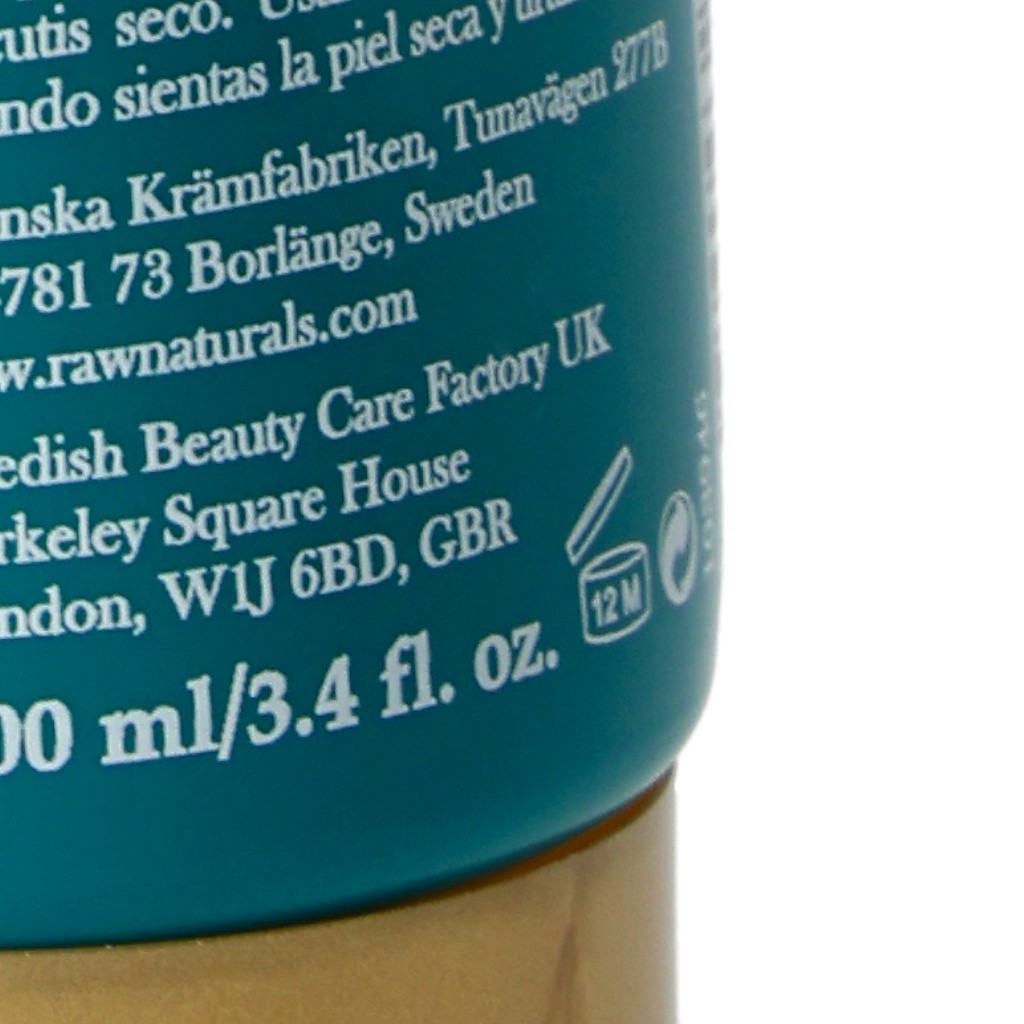 cutis seco.
ndo sientas la piel seca y
nska Krämfabriken, Tunavägen 277B
781 73 Borlänge, Sweden
w.rawnaturals.com
edish Beauty Care Factory UK
rkeley Square House
ndon, W1J 6BD, GBR
12 M
00 ml/3.4 fl. oz.